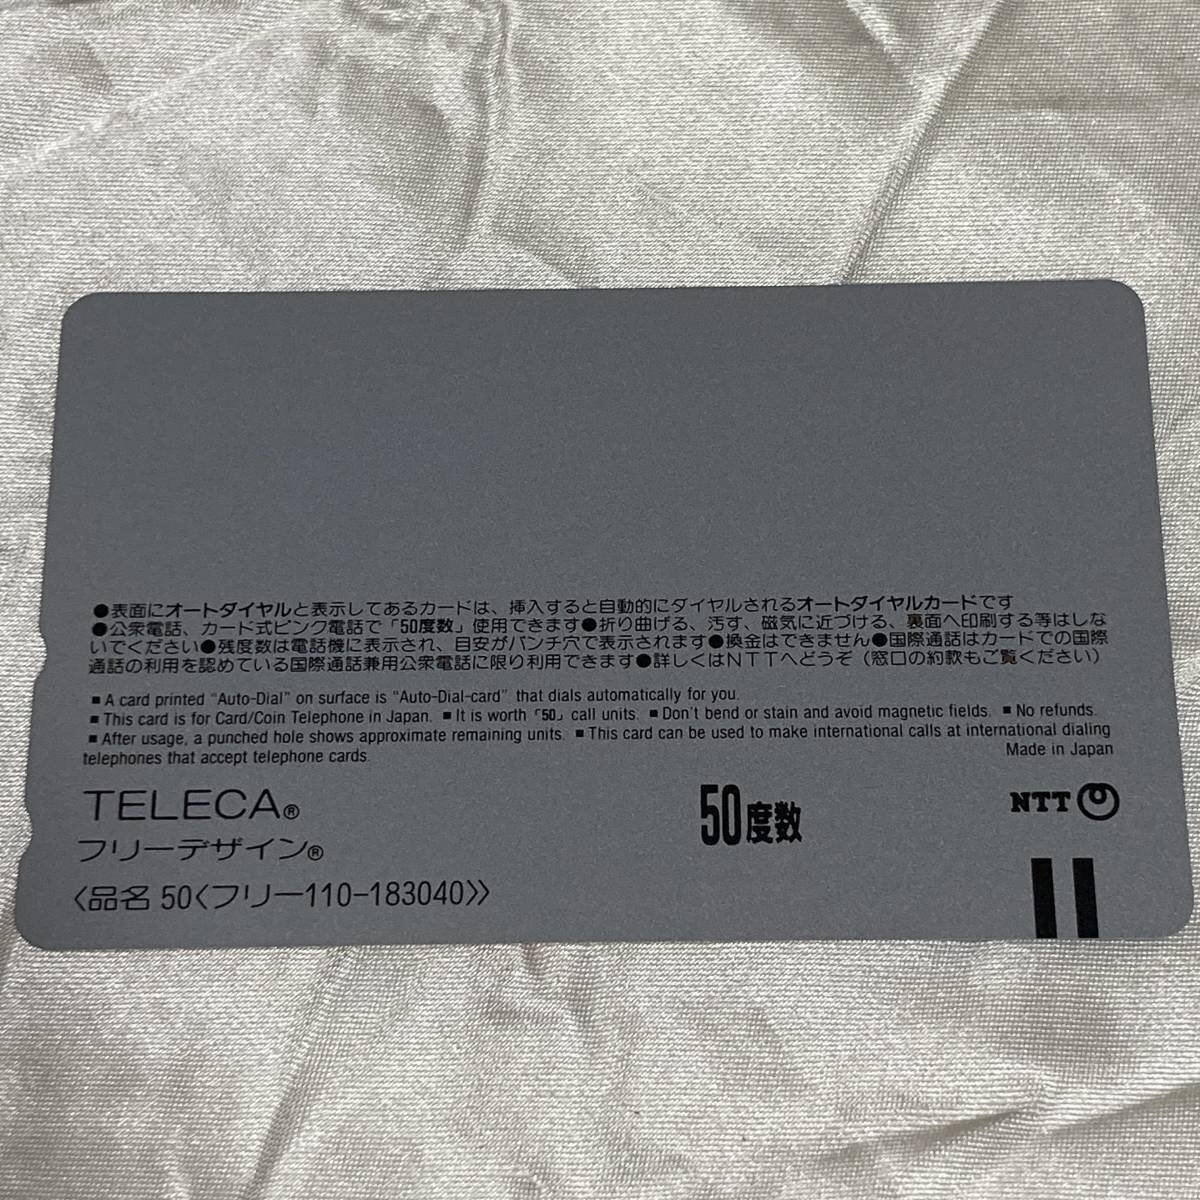 ●表面にオートダイヤルと表示してあるカードは、挿入すると自動的にダイヤルされるオートダイヤルカードです
●公衆電話、カード式ピンク電話で「50度数」使用できます●折り曲げる、汚す、磁気に近づける、裏面へ印刷する等はしな
いでください●残度数は電話機に表示され、目安がパンチ穴で表示されます●換金はできません●国際通話はカードでの国際
通話の利用を認めている国際通話兼用公衆電話に限り利用できます●詳しくはNTTへどうぞ(窓口の約款もご覧ください)
■ A card printed "Auto-Dial" on surface is "Auto-Dial-card" that dials automatically for you.
■ This card is for Card/Coin Telephone in Japan. ■ It is worth「50」call units. ■ Don't bend or stain and avoid magnetic fields. ■ No refunds.
■ After usage, a punched hole shows approximate remaining units. ■ This card can be used to make international calls at international dialing
telephones that accept telephone cards.
Made in Japan
TELECA®
フリーデザイン®
〈品名 50〈フリー110-183040〉〉
50度数
NTT